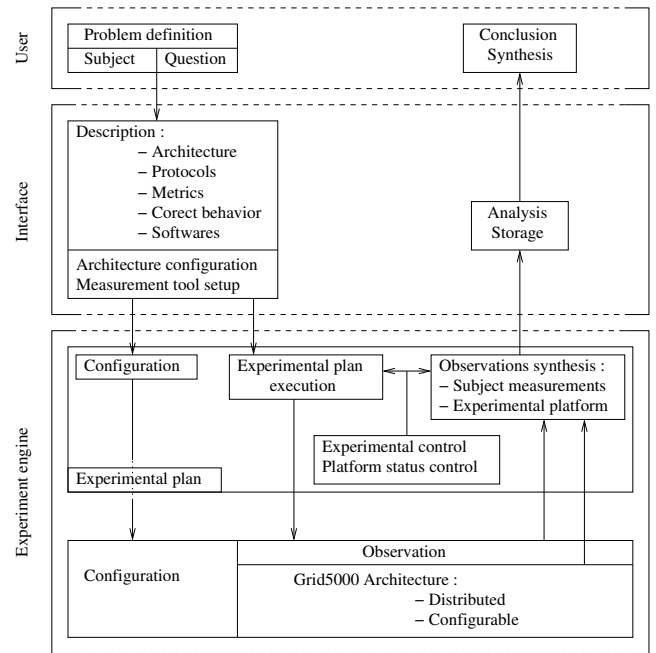 User
Problem definition
Subject
Question
Conclusion
Synthesis
Interface
Description :
– Architecture
– Protocols
– Metrics
– Corect behavior
– Softwares
Architecture configuration
Measurement tool setup
Analysis
Storage
Experiment engine
Configuration
Experimental plan
execution
Observations synthesis :
– Subject measurements
– Experimental platform
Experimental control
Platform status control
Experimental plan
Configuration
Observation
Grid5000 Architecture :
– Distributed
– Configurable